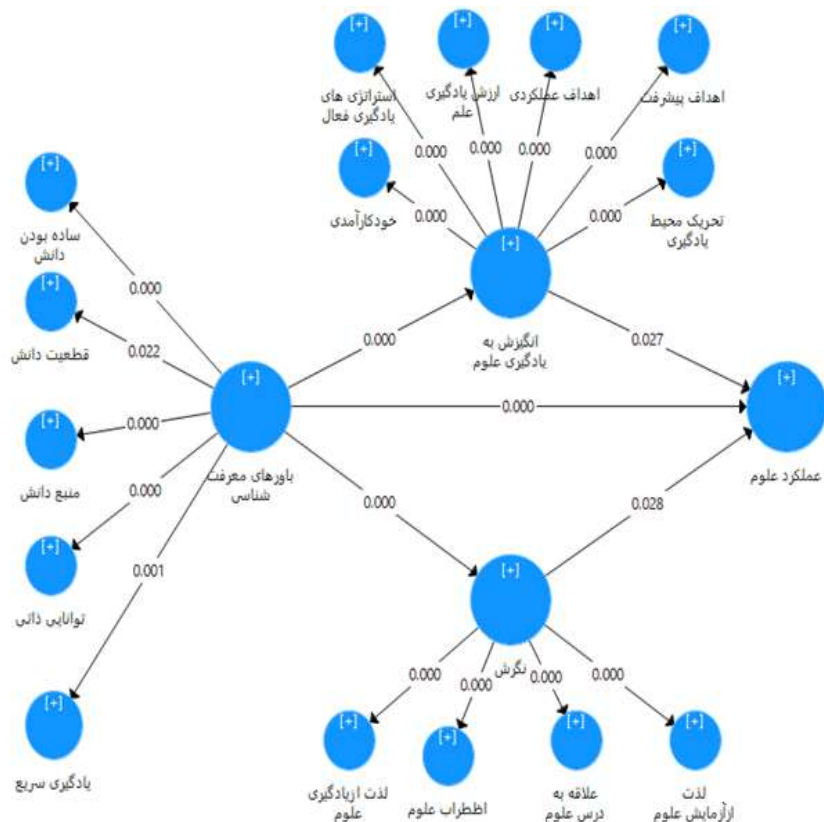 [+]
[+]
[+]
[+]
استراتژی های
یادگیری فعال
ارزش یادگیری
علم
اهداف عملکردی
اهداف پیشرفت
0.000
0.000
0.000
0.000
[+]
[+]
خودکارآمدی
0.000
0.000
تحریک محیط
یادگیری
[+]
ساده بودن
دانش
[+]
انگیزش به
یادگیری علوم
0.000
[+]
قطعیت دانش
0.022
0.000
0.027
[+]
باورهای معرفت
شناسی
0.000
[+]
عملکرد علوم
[+]
منبع دانش
0.000
0.000
0.000
0.028
[+]
توانایی ذاتی
0.001
[+]
نگرش
[+]
یادگیری سریع
0.000
0.000
0.000
0.000
[+]
[+]
[+]
[+]
لذت ازیادگیری
علوم
اظطراب علوم
علاقه به
درس علوم
لذت
ازآزمایش علوم